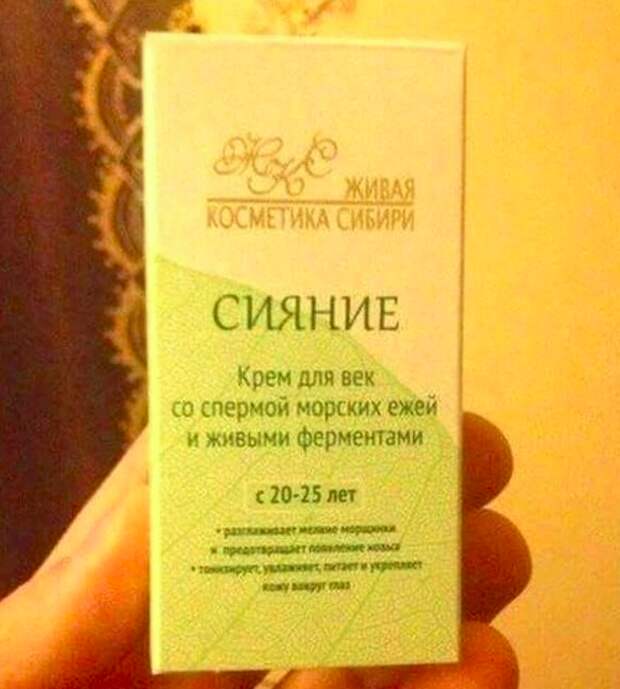 ЖКС
ЖИВАЯ
КОСМЕТИКА СИБИРИ
СИЯНИЕ
Крем для век
со спермой морских ежей
и живыми ферментами
с 20-25 лет
• разглаживает мелкие морщинки
и предотвращает появление новых
• тонизирует, увлажняет, питает и укрепляет
кожу вокруг глаз